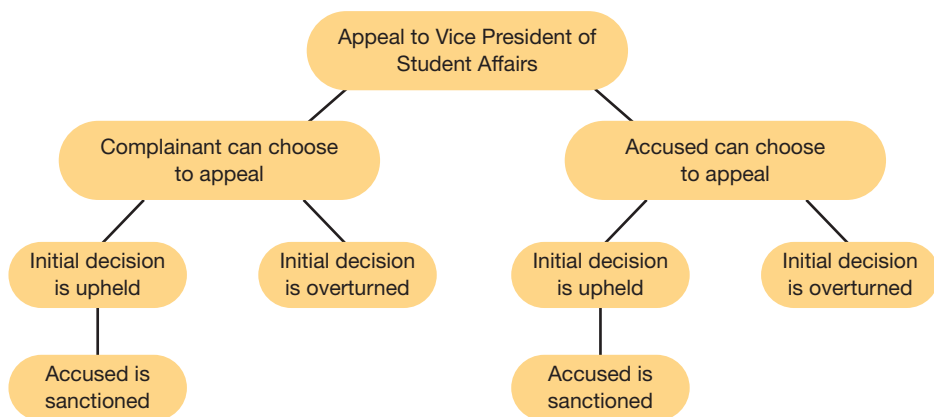 Appeal to Vice President of
Student Affairs
Complainant can choose
to appeal
Accused can choose
to appeal
Initial decision
is upheld
Initial decision
is overturned
Initial decision
is upheld
Initial decision
is overturned
Accused is
sanctioned
Accused is
sanctioned